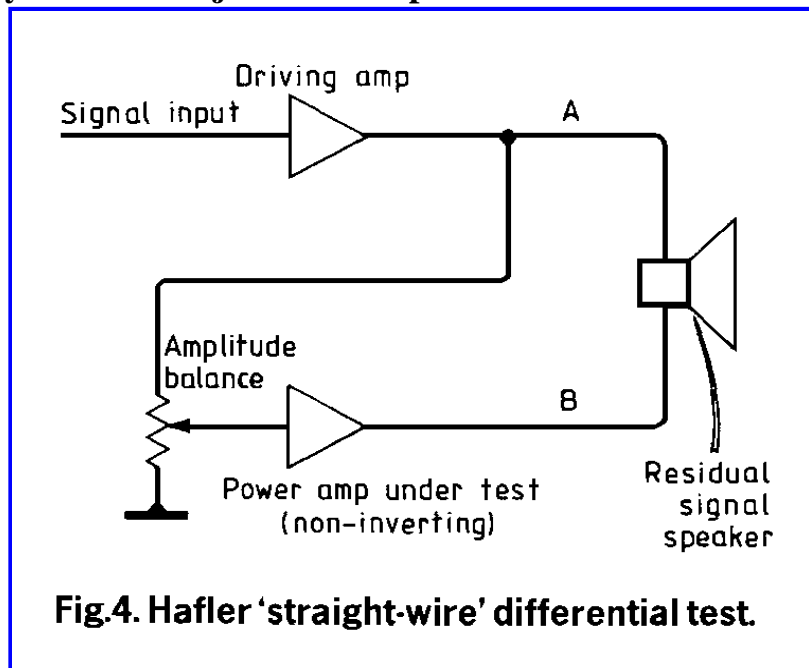 Driving amp
Signal input
A
Amplitude
balance
B
Power amp under test
(non-inverting)
Residual
signal
speaker
Fig.4. Hafler 'straight-wire' differential test.